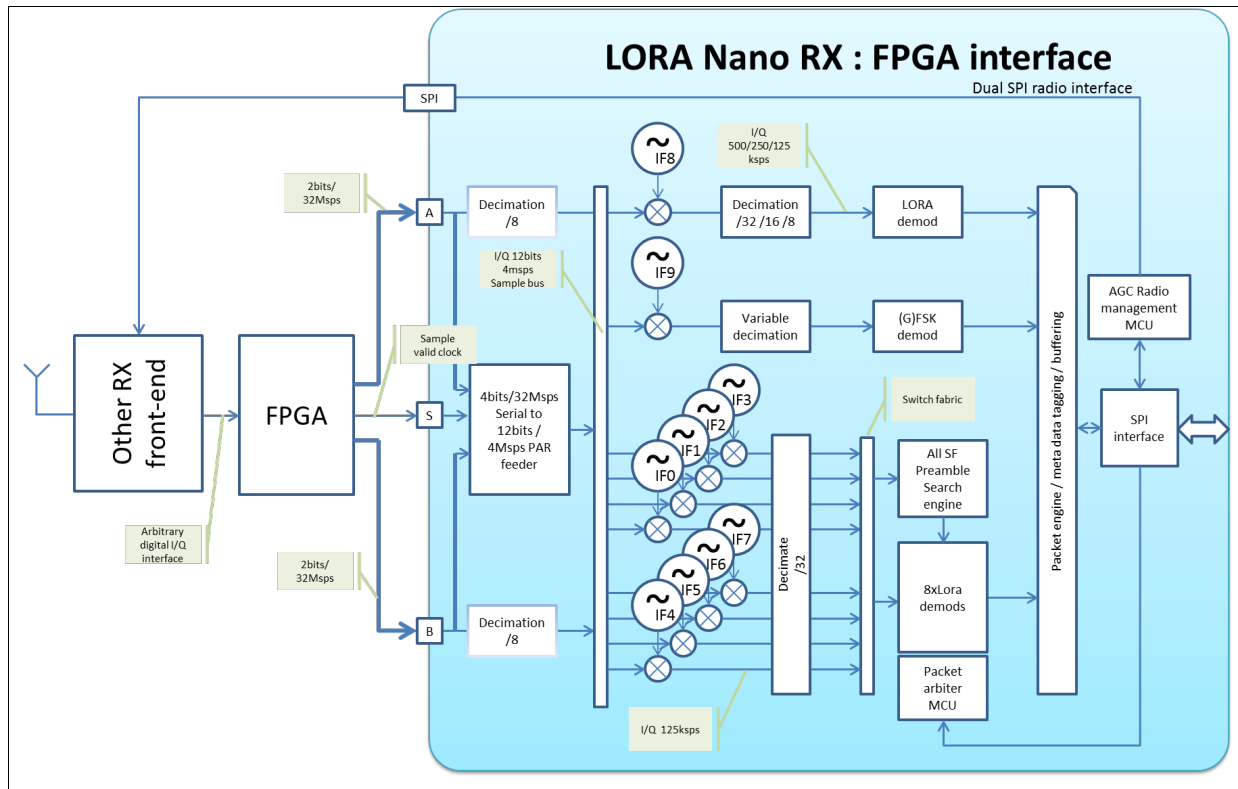 LORA Nano RX : FPGA interface
Dual SPI radio interface
SPI
I/Q
500/250/125
ksps
~
IF8
2bits/
32Msps
A
Decimation
/8
Decimation
/32 /16 /8
LORA
demod
I/Q 12bits
4msps
Sample bus
~
IF9
Variable
decimation
(G)FSK
demod
AGC Radio
management
MCU
Sample
valid clock
Other RX
front-end
FPGA
S
4bits/32Msps
Serial to
12bits /
4Msps PAR
feeder
~
IF3
~
IF2
~
IF1
~
IF0
Switch fabric
All SF
Preamble
Search
engine
SPI
interface
Packet engine / meta data tagging / buffering
Arbitrary
digital I/Q
interface
2bits/
32Msps
~
IF7
~
IF6
~
IF5
~
IF4
Decimate
/32
8xLora
demods
B
Decimation
/8
Packet
arbiter
MCU
I/Q 125ksps